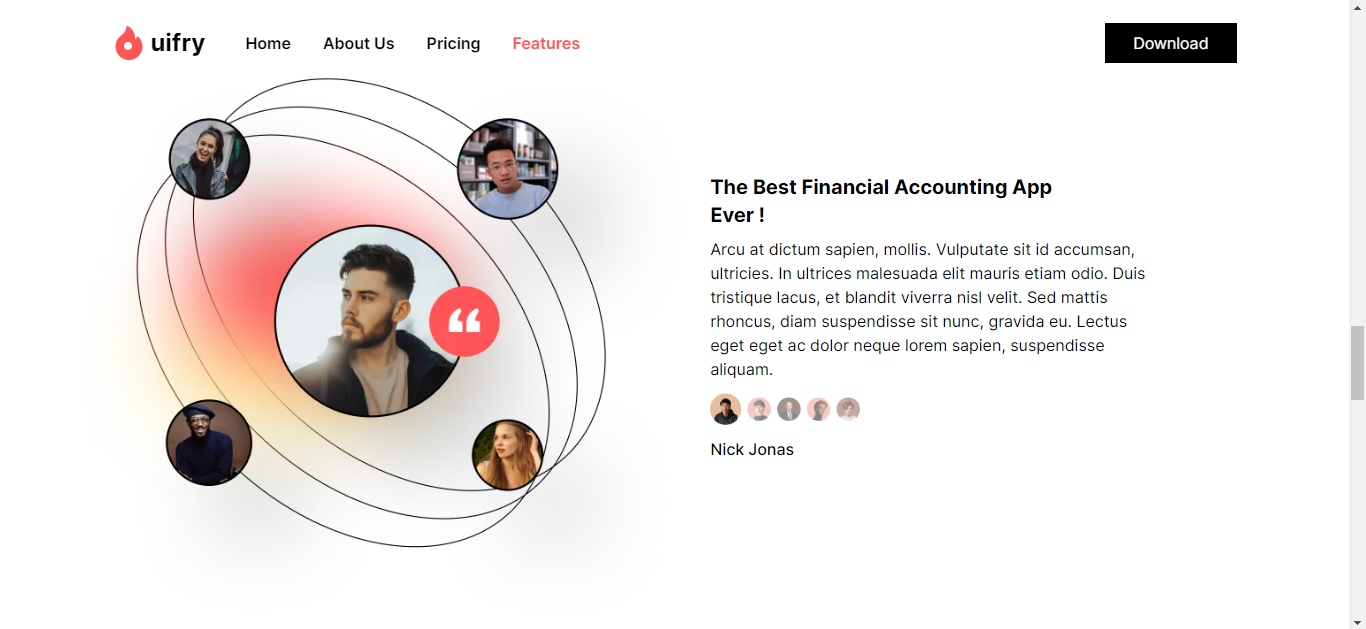 uifry
Home
About Us
Pricing
Features
Download
The Best Financial Accounting App
Ever !
Arcu at dictum sapien, mollis. Vulputate sit id accumsan,
ultricies. In ultrices malesuada elit mauris etiam odio. Duis
tristique lacus, et blandit viverra nisl velit. Sed mattis
rhoncus, diam suspendisse sit nunc, gravida eu. Lectus
eget eget ac dolor neque lorem sapien, suspendisse
aliquam.
Nick Jonas